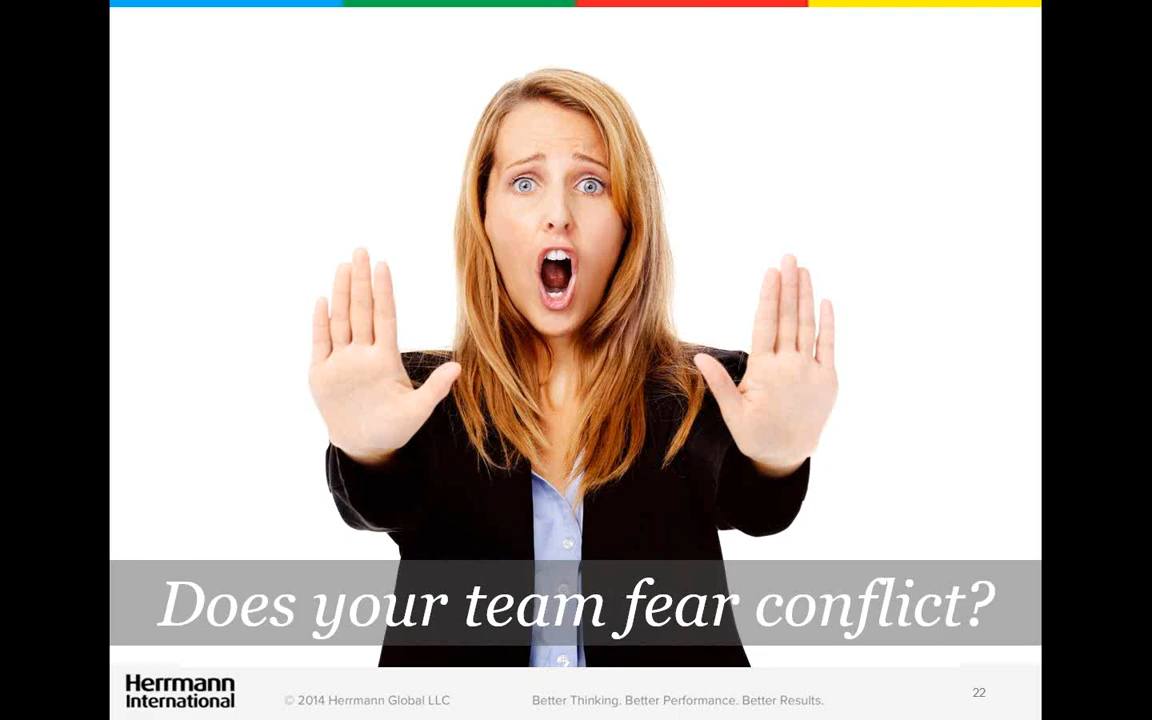 Does your team fear conflict?
Herrmann
International
© 2014 Herrmann Global LLC
Better Thinking. Better Performance. Better Results.
22